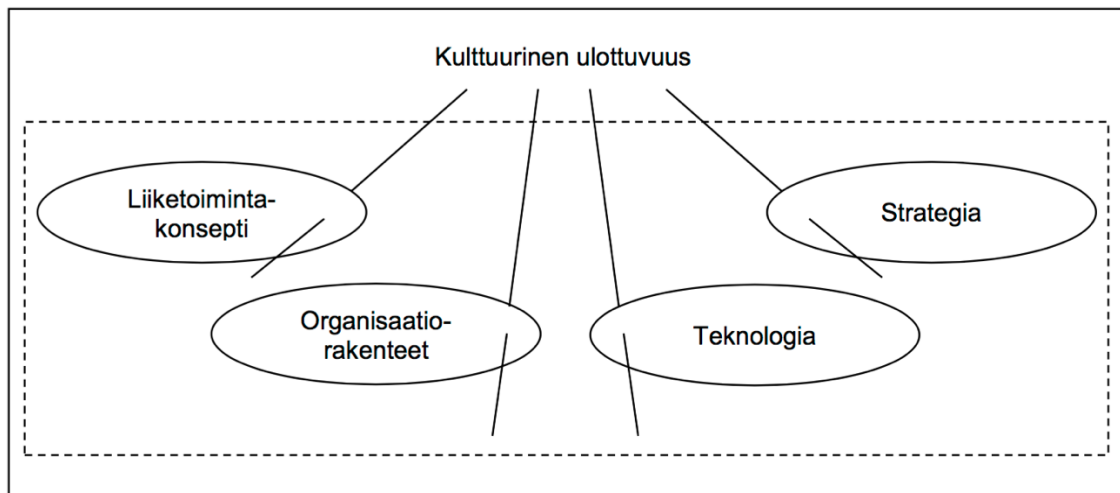 Kulttuurinen ulottuvuus
Liiketoiminta-
konsepti
Strategia
Organisaatio-
rakenteet
Teknologia